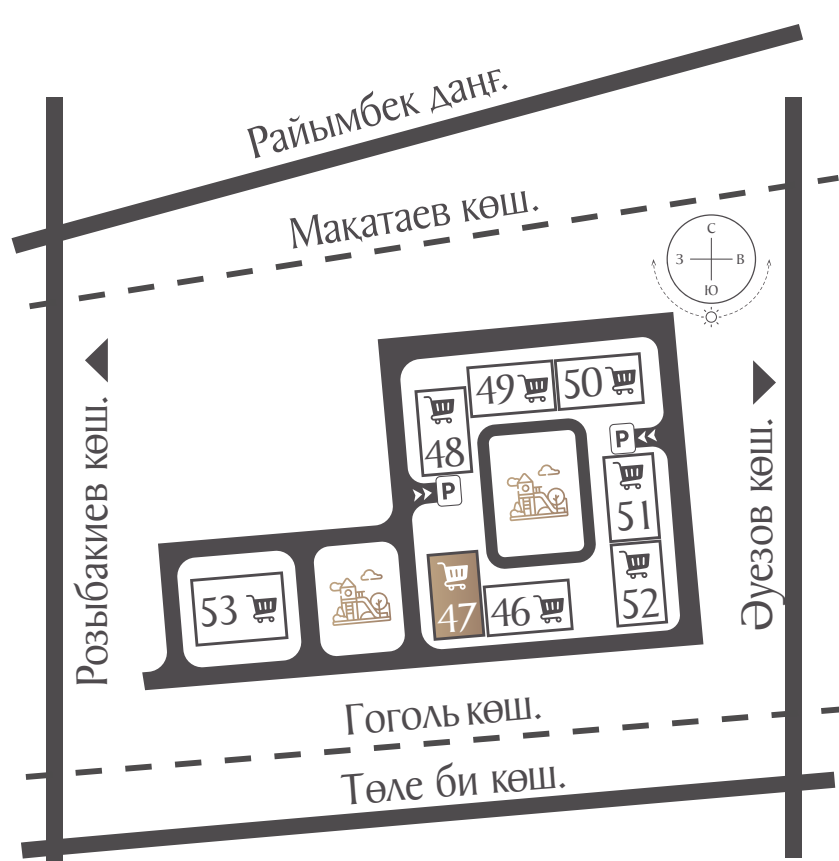 Райымбек даңғ.
Мақатаев көш.
С
З
В
Ю
49
50
48
P
P
51
Розыбакиев көш.
Әуезов көш.
53
47
46
52
Гоголь көш.
Төле би көш.